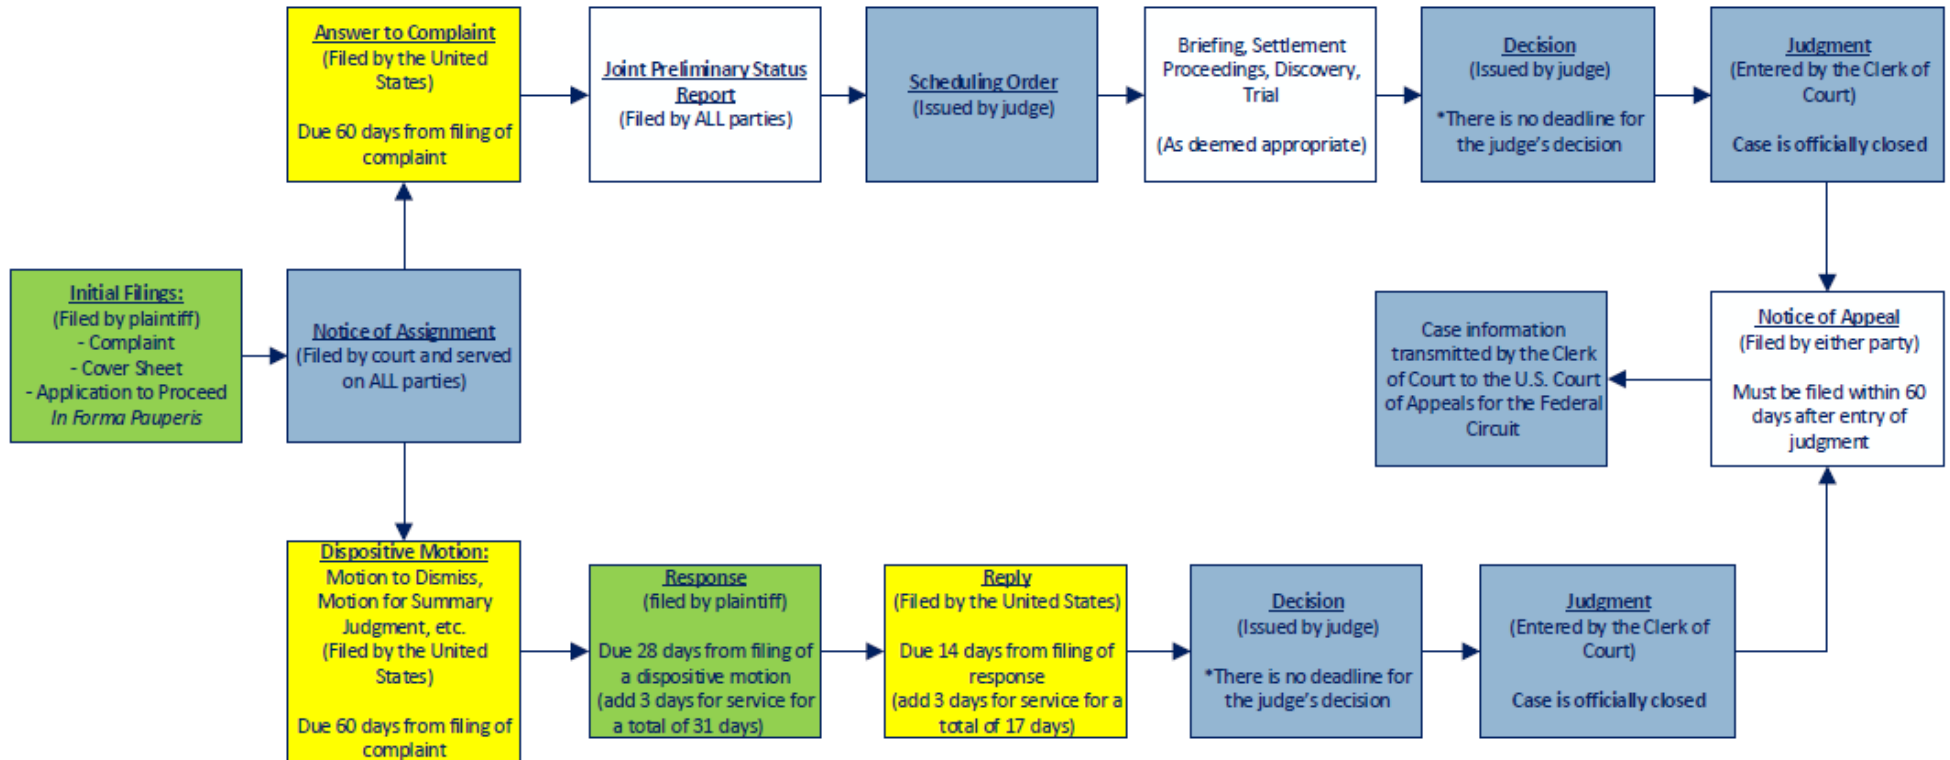 Answer to Complaint
(Filed by the United
States)
Due 60 days from filing of
complaint
Joint Preliminary Status
Report
(Filed by ALL parties)
Scheduling Order
(Issued by judge)
Briefing, Settlement
Proceedings, Discovery,
Trial
(As deemed appropriate)
Decision
(Issued by judge)
*There is no deadline for
the judge's decision
Judgment
(Entered by the Clerk of
Court)
Case is officially closed
Initial Filings:
(Filed by plaintiff)
- Complaint
- Cover Sheet
- Application to Proceed
In Forma Pauperis
Notice of Assignment
(Filed by court and served
on ALL parties)
Case information
transmitted by the Clerk
of Court to the U.S. Court
of Appeals for the Federal
Circuit
Notice of Appeal
(Filed by either party)
Must be filed within 60
days after entry of
judgment
Dispositive Motion:
Motion to Dismiss,
Motion for Summary
Judgment, etc.
(Filed by the United
States)
Due 60 days from filing of
complaint
Response
(filed by plaintiff)
Due 28 days from filing of
a dispositive motion
(add 3 days for service for
a total of 31 days)
Reply
(Filed by the United States)
Due 14 days from filing of
response
(add 3 days for service for a
total of 17 days)
Decision
(Issued by judge)
*There is no deadline for
the judge's decision
Judgment
(Entered by the Clerk of
Court)
Case is officially closed